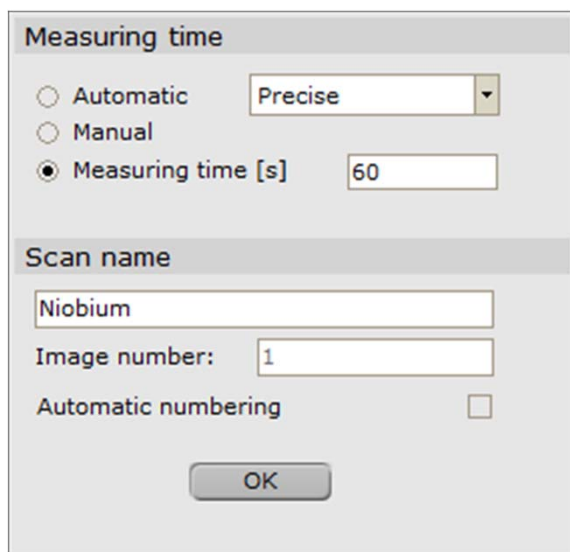 Measuring time
Automatic Precise
Manual
Measuring time [s] 60
Scan name
Niobium
Image number: 1
Automatic numbering
OK